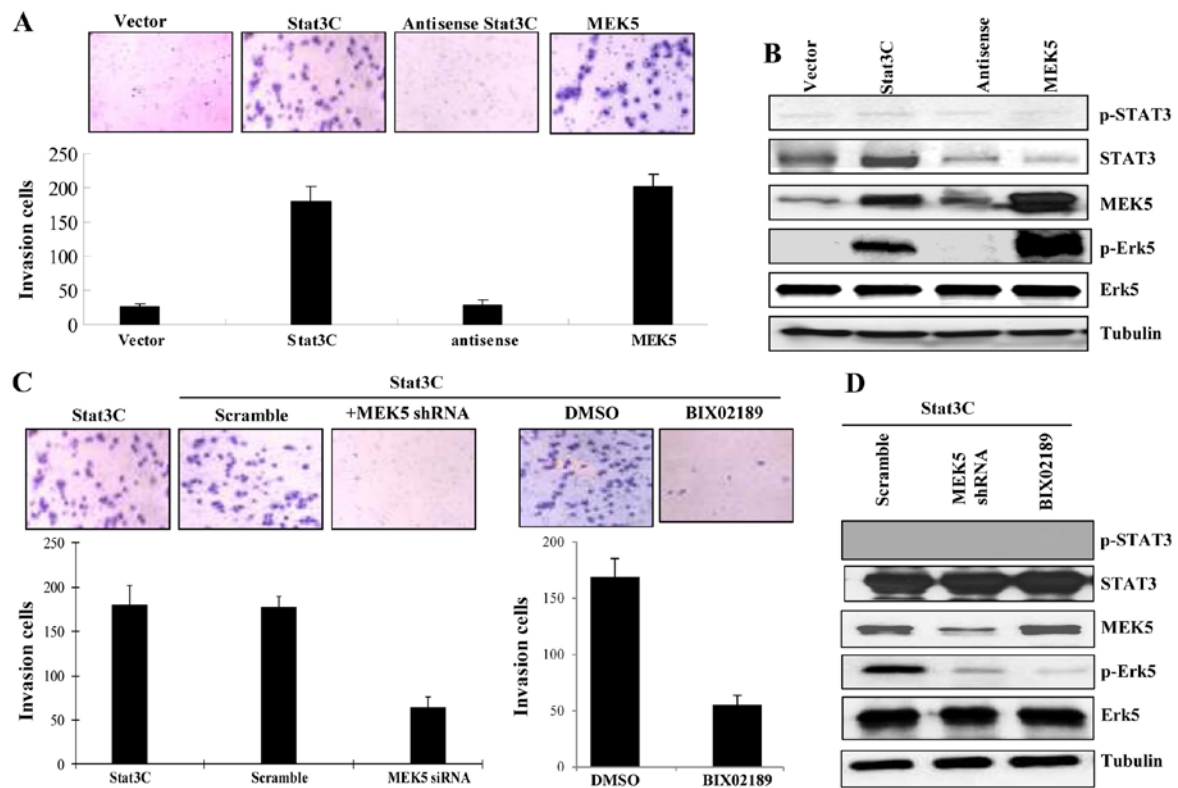 A
Vector
Stat3C
Antisense Stat3C
MEK5
250
200
150
100
50
0
Invasion cells
Vector
Stat3C
antisense
MEK5
B
Vector
Stat3C
Antisense
MEK5
p-STAT3
STAT3
MEK5
p-Erk5
Erk5
Tubulin
C
Stat3C
Stat3C
Scramble
+MEK5 shRNA
DMSO
BIX02189
250
200
150
100
50
0
Invasion cells
Stat3C
Scramble
MEK5 siRNA
200
150
100
50
0
Invasion cells
DMSO
BIX02189
D
Stat3C
Scramble
MEK5
shRNA
BIX02189
p-STAT3
STAT3
MEK5
p-Erk5
Erk5
Tubulin